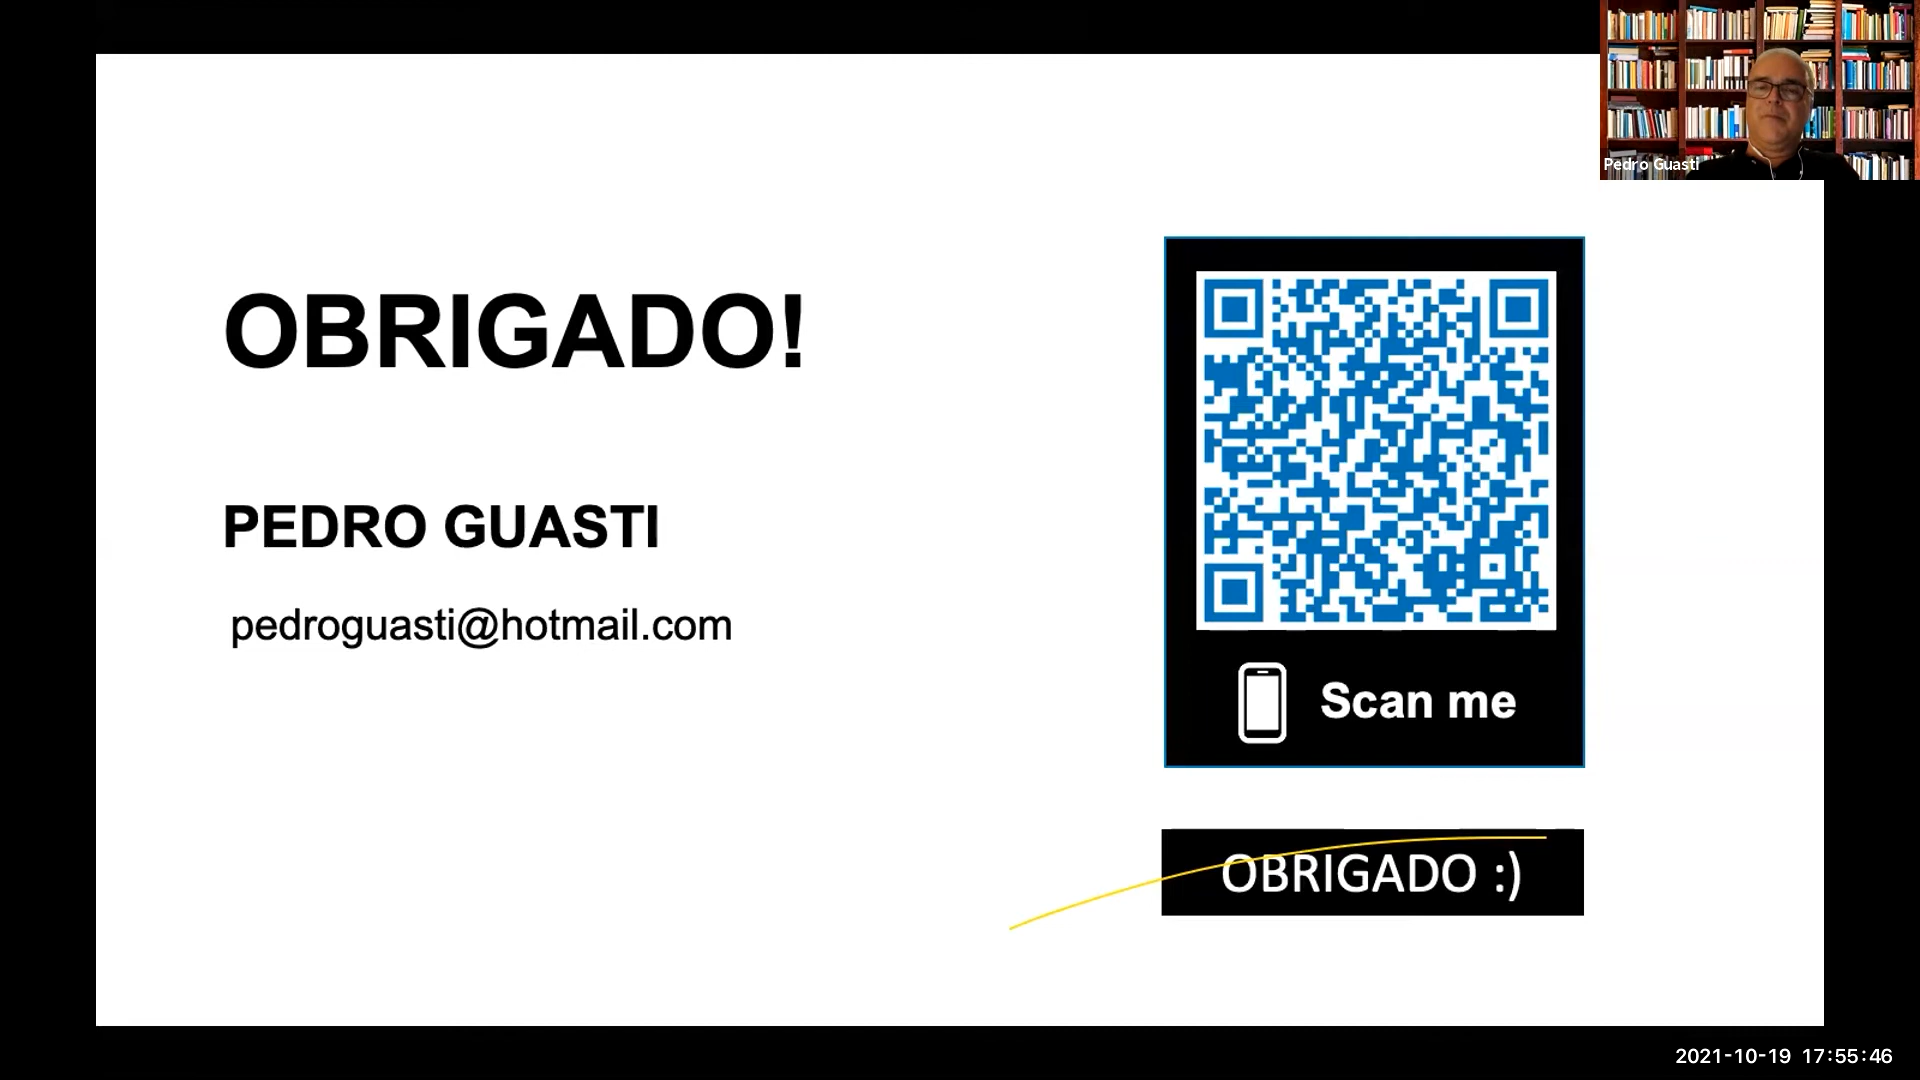 Pedro Guasti
OBRIGADO!
PEDRO GUASTI
pedroguasti@hotmail.com
Scan me
OBRIGADO :)
2021-10-19 17:55:46